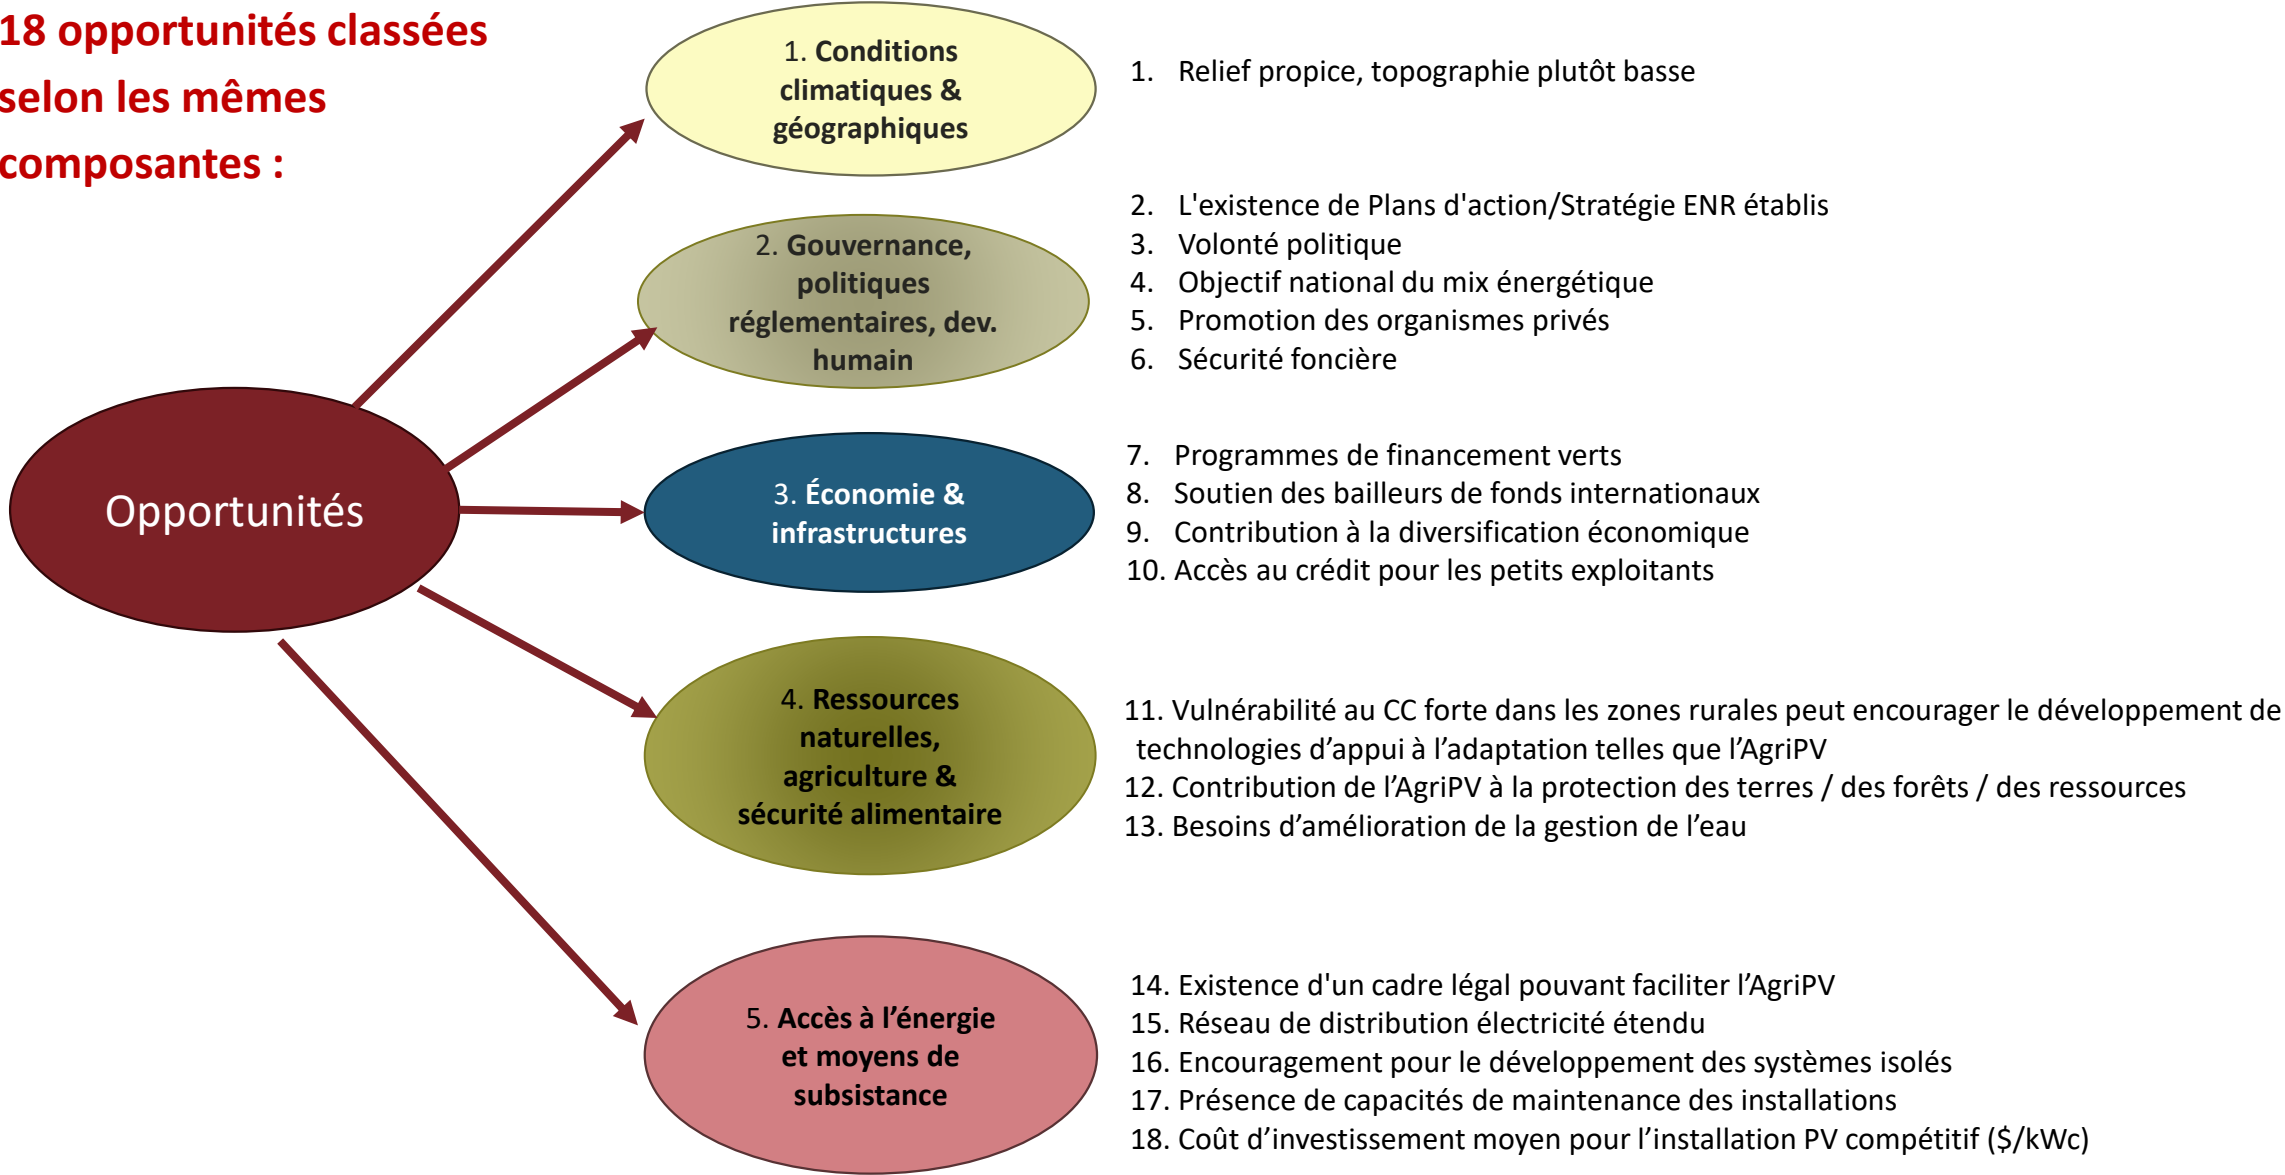 18 opportunités classées
selon les mêmes
composantes :
Opportunités
1. Conditions
climatiques &
géographiques
1. Relief propice, topographie plutôt basse
2. Gouvernance,
politiques
réglementaires, dev.
humain
2. L'existence de Plans d'action/Stratégie ENR établis
3. Volonté politique
4. Objectif national du mix énergétique
5. Promotion des organismes privés
6. Sécurité foncière
3. Économie &
infrastructures
7. Programmes de financement verts
8. Soutien des bailleurs de fonds internationaux
9. Contribution à la diversification économique
10. Accès au crédit pour les petits exploitants
4. Ressources
naturelles,
agriculture &
sécurité alimentaire
11. Vulnérabilité au CC forte dans les zones rurales peut encourager le développement de
technologies d’appui à l’adaptation telles que l’AgriPV
12. Contribution de l’AgriPV à la protection des terres / des forêts / des ressources
13. Besoins d’amélioration de la gestion de l’eau
5. Accès à l’énergie
et moyens de
subsistance
14. Existence d'un cadre légal pouvant faciliter l’AgriPV
15. Réseau de distribution électricité étendu
16. Encouragement pour le développement des systèmes isolés
17. Présence de capacités de maintenance des installations
18. Coût d’investissement moyen pour l’installation PV compétitif ($/kWc)